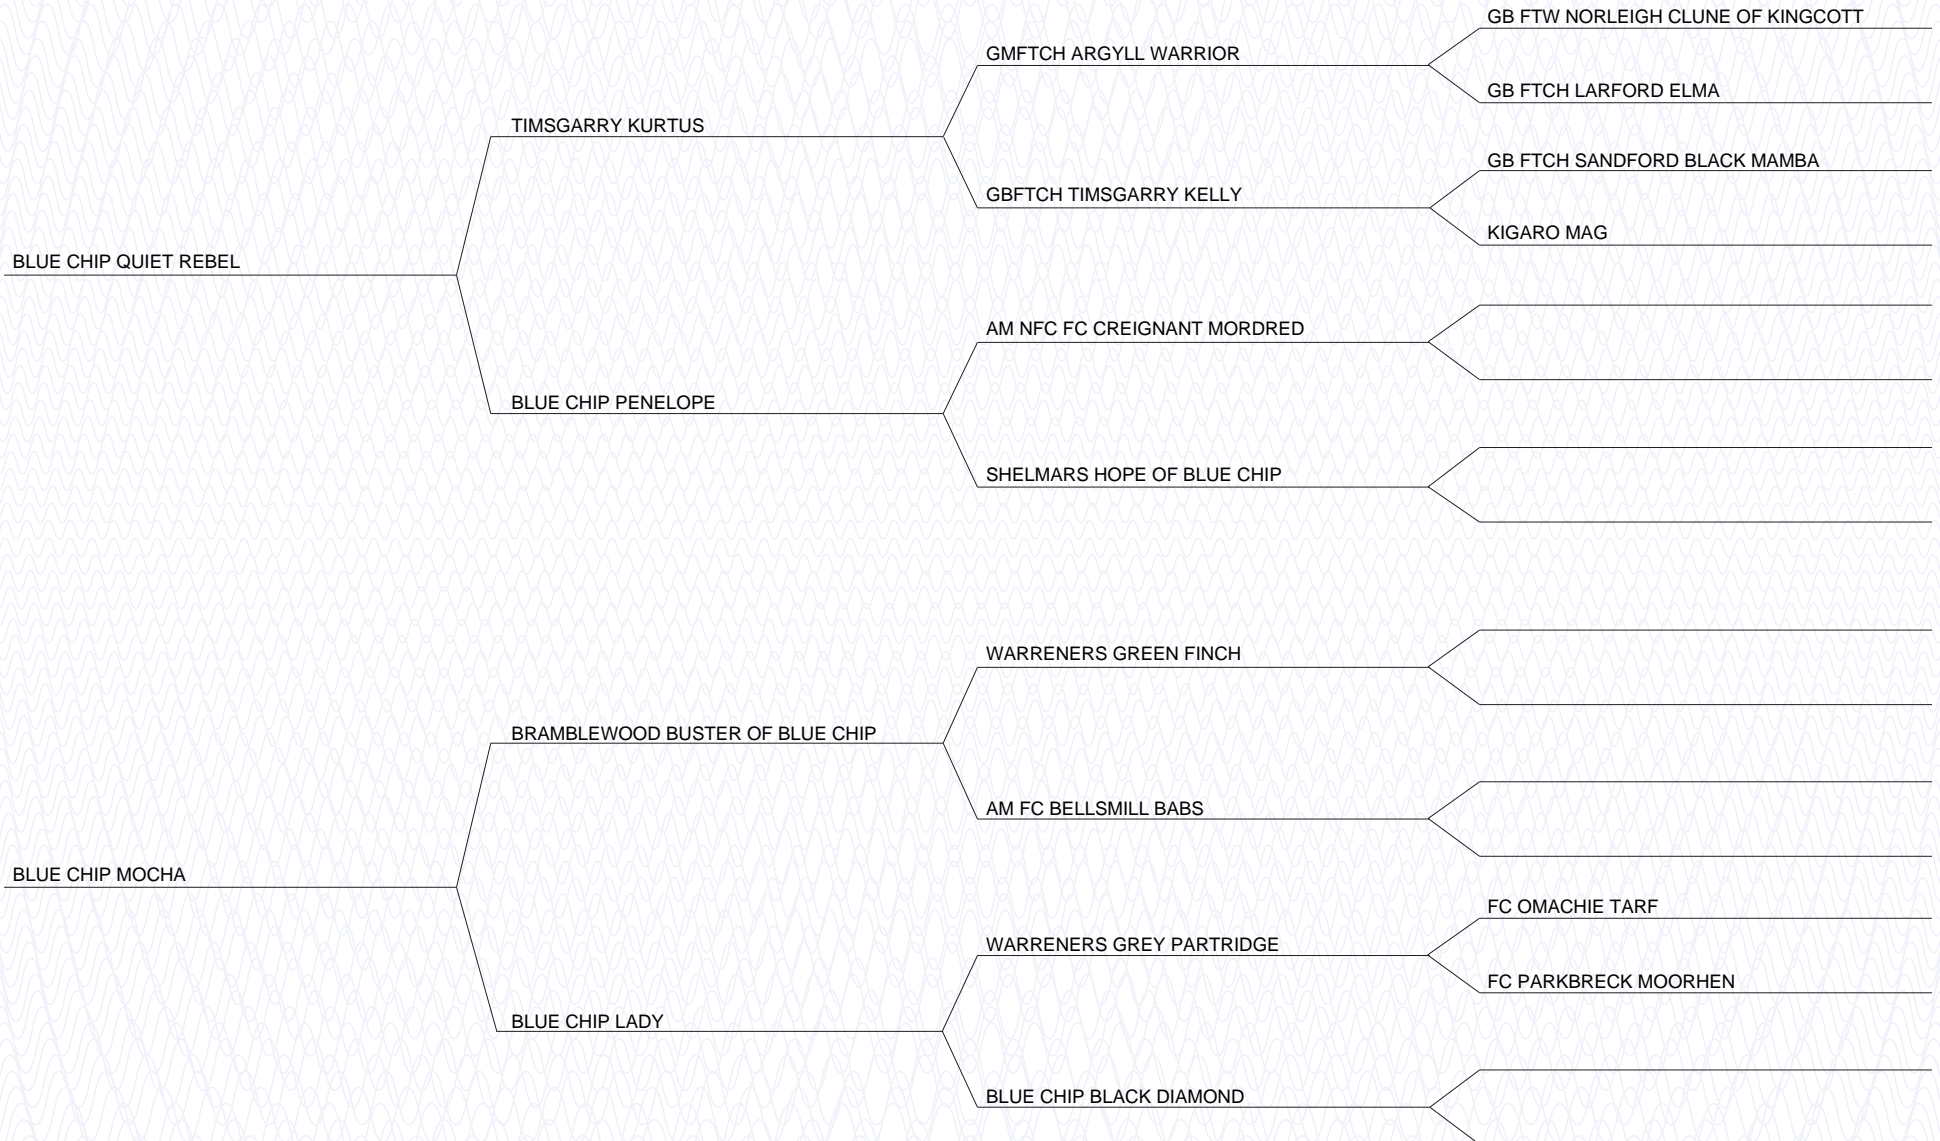 GB FTW NORLEIGH CLUNE OF KINGCOTT
GMFTCH ARGYLL WARRIOR
GB FTCH LARFORD ELMA
TIMSGARRY KURTUS
GB FTCH SANDFORD BLACK MAMBA
GBFTCH TIMSGARRY KELLY
KIGARO MAG
BLUE CHIP QUIET REBEL
AM NFC FC CREIGNANT MORDRED
BLUE CHIP PENELOPE
SHELMARS HOPE OF BLUE CHIP
WARRENERS GREEN FINCH
BRAMBLEWOOD BUSTER OF BLUE CHIP
AM FC BELLSMILL BABS
BLUE CHIP MOCHA
FC OMACHIE TARF
WARRENERS GREY PARTRIDGE
FC PARKBRECK MOORHEN
BLUE CHIP LADY
BLUE CHIP BLACK DIAMOND